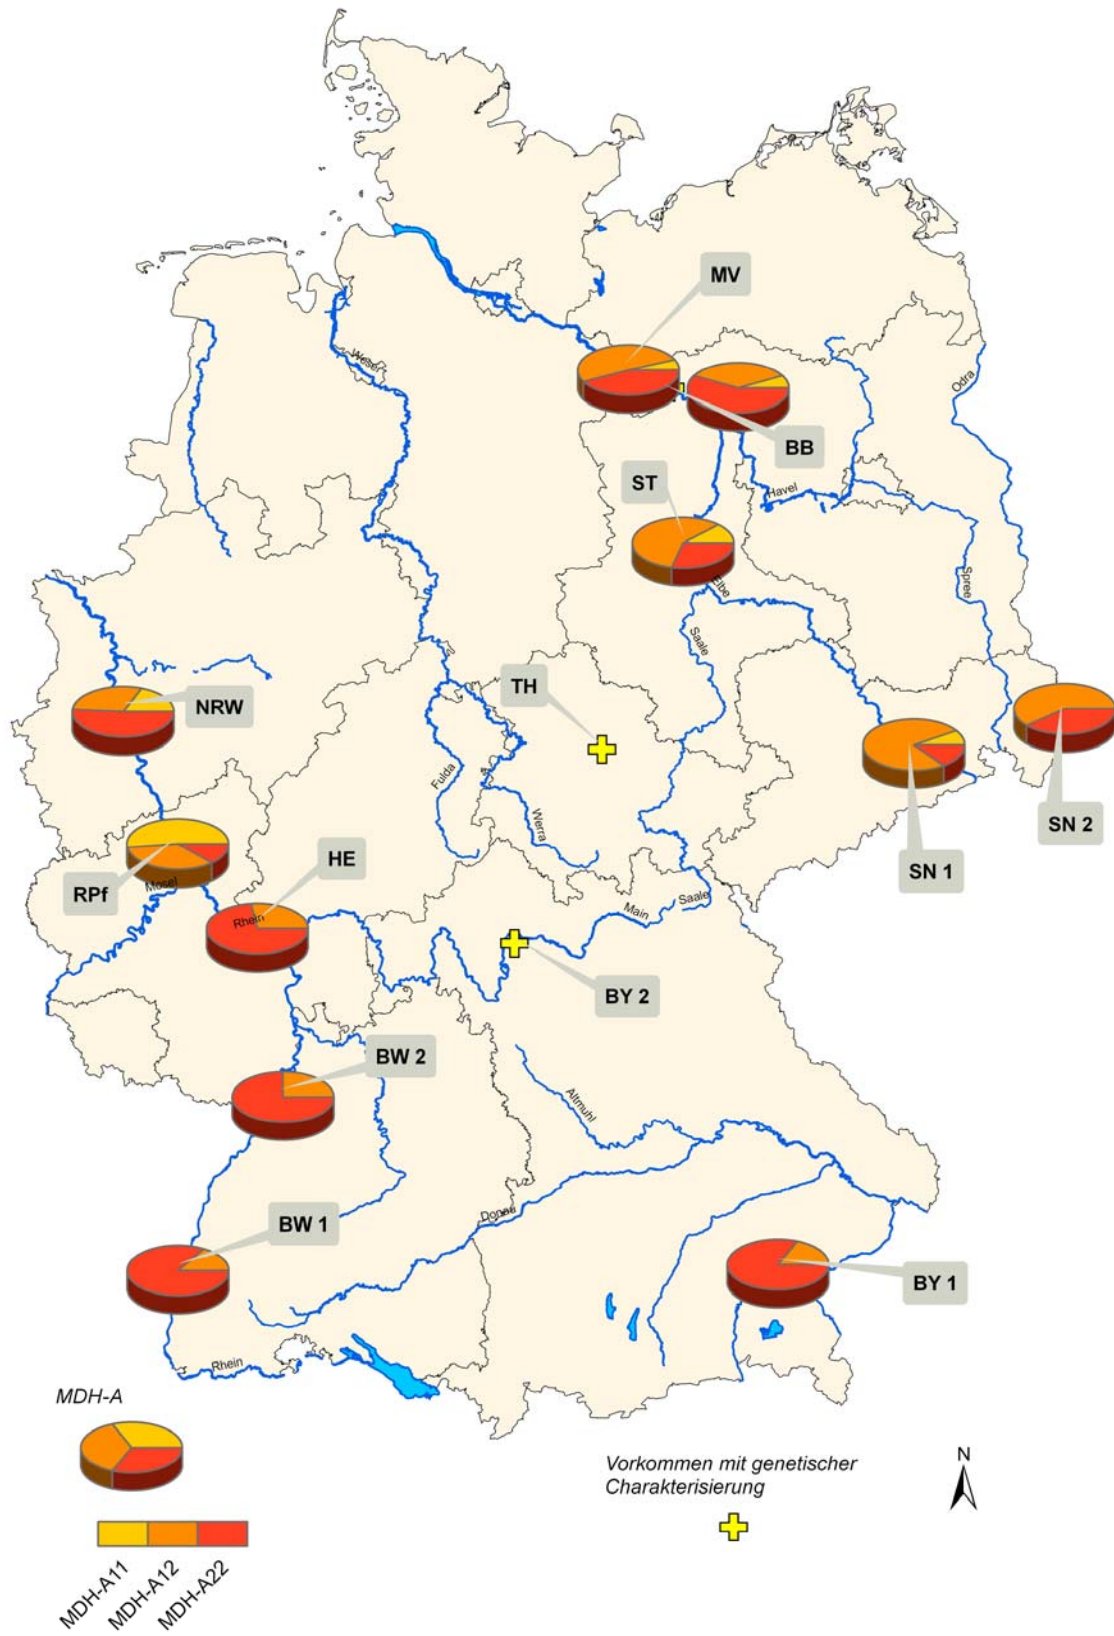 MV
Weser
Odra
BB
ST
Havel
Elbe
Spree
Saale
NRW
TH
Fulda
Werra
SN 2
SN 1
HE
RPf
Mosel
Rhein
Main
Saale
BY 2
BW 2
Altmühl
BW 1
Donau
BY 1
Rhein
MDH-A
Vorkommen mit genetischer
Charakterisierung
N
MDH-A11
MDH-A12
MDH-A22